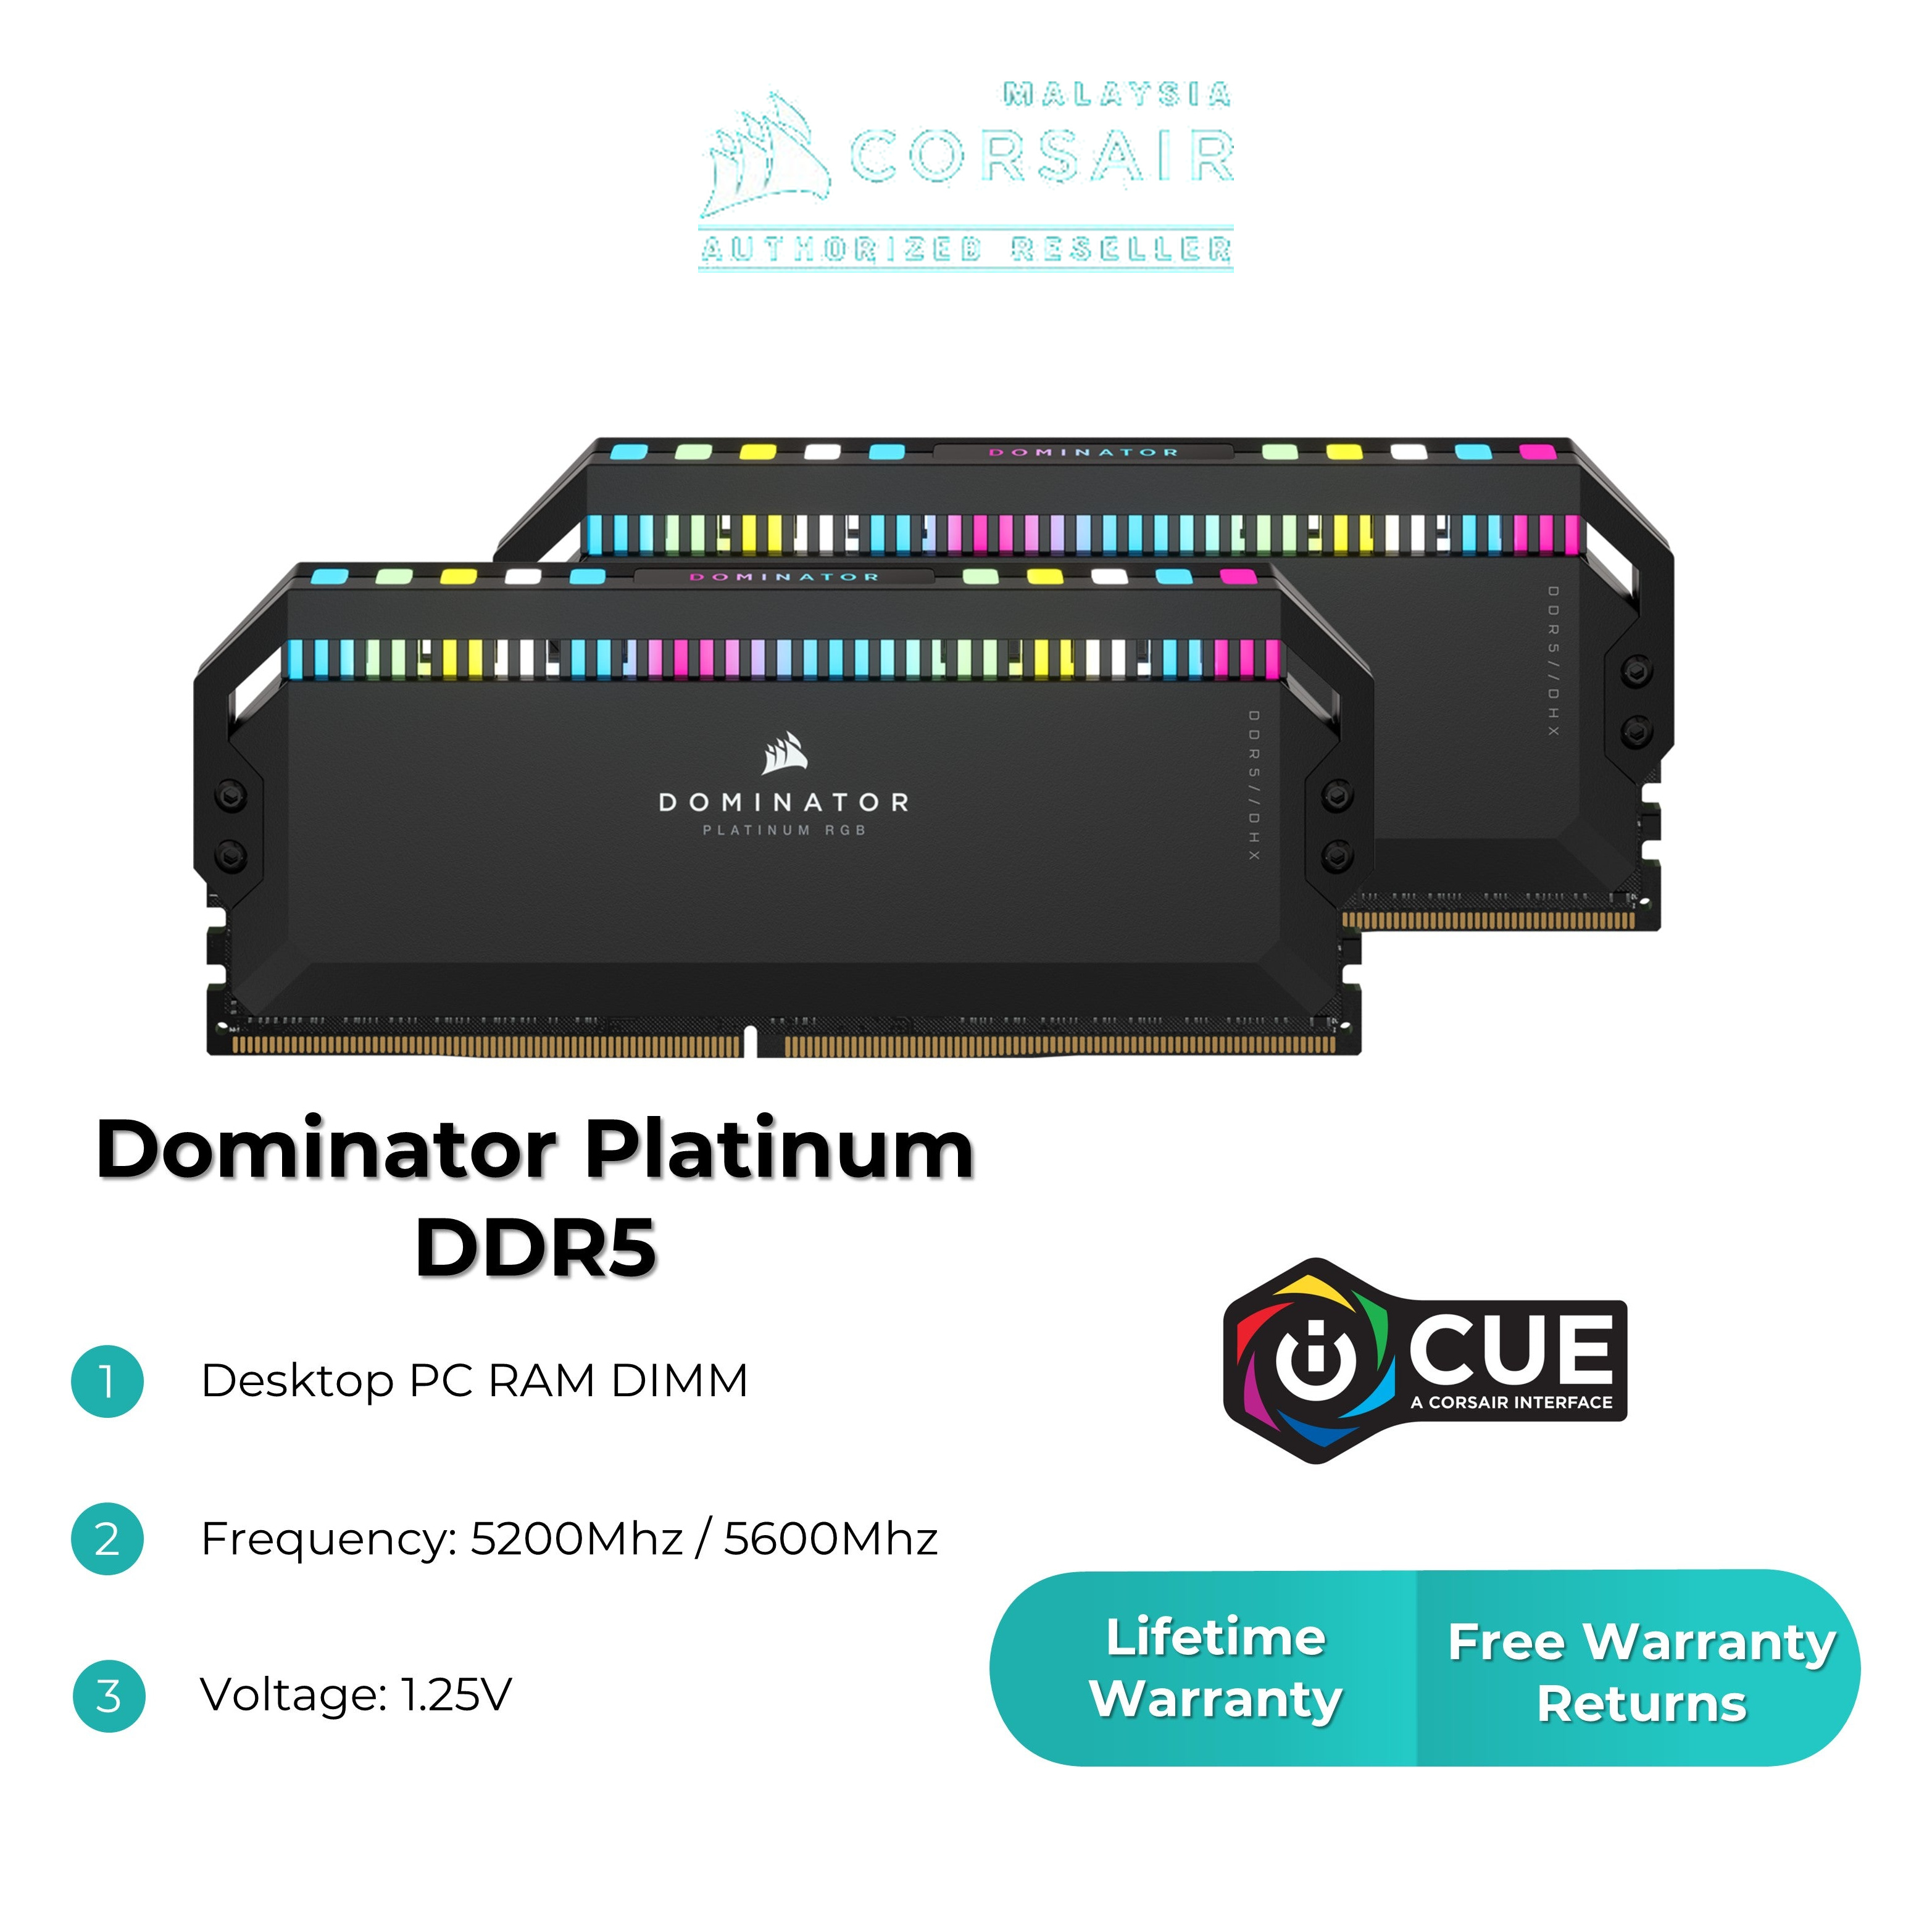 MALAYSIA
CORSAIR
AUTHORIZED RESELLER
DOMINATOR
DDR5//DHX
DOMINATOR
DOMINATOR
PLATINUM RGB
DDR5//DHX
Dominator Platinum
DDR5
1 Desktop PC RAM DIMM
2 Frequency: 5200Mhz / 5600Mhz
3 Voltage: 1.25V
iCUE
A CORSAIR INTERFACE
Lifetime
Warranty
Free Warranty
Returns